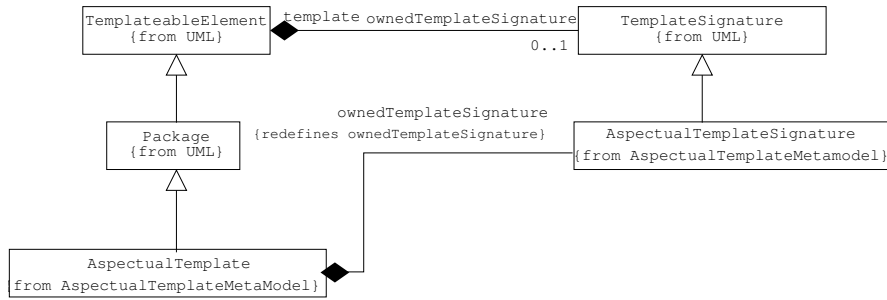 TemplateableElement
{from UML}
template
ownedTemplateSignature
0..1
TemplateSignature
{from UML}
ownedTemplateSignature
{redefines ownedTemplateSignature}
Package
{from UML}
AspectualTemplateSignature
{from AspectualTemplateMetamodel}
AspectualTemplate
{from AspectualTemplateMetaModel}